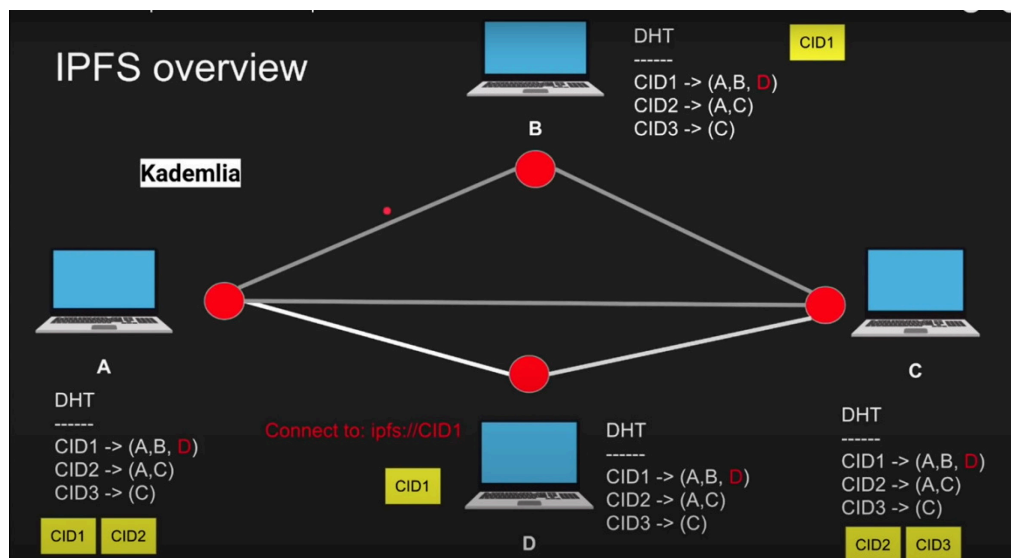 IPFS overview
DHT
------
CID1 -> (A,B, D)
CID2 -> (A,C)
CID3 -> (C)
CID1
B
Kademlia
A
DHT
------
CID1 -> (A,B, D)
CID2 -> (A,C)
CID3 -> (C)
CID1
CID2
Connect to: ipfs://CID1
CID1
D
DHT
------
CID1 -> (A,B, D)
CID2 -> (A,C)
CID3 -> (C)
C
DHT
------
CID1 -> (A,B, D)
CID2 -> (A,C)
CID3 -> (C)
CID2
CID3